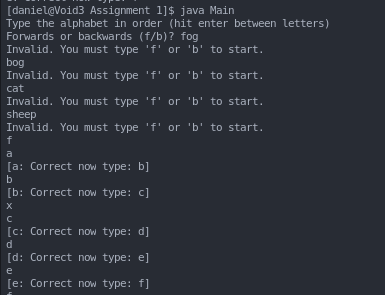 [daniel@Void3 Assignment 1]$ java Main
Type the alphabet in order (hit enter between letters)
Forwards or backwards (f/b)? fog
Invalid. You must type 'f' or 'b' to start.
bog
Invalid. You must type 'f' or 'b' to start.
cat
Invalid. You must type 'f' or 'b' to start.
sheep
Invalid. You must type 'f' or 'b' to start.
f
a
[a: Correct now type: b]
b
[b: Correct now type: c]
x
c
[c: Correct now type: d]
d
[d: Correct now type: e]
e
[e: Correct now type: f]